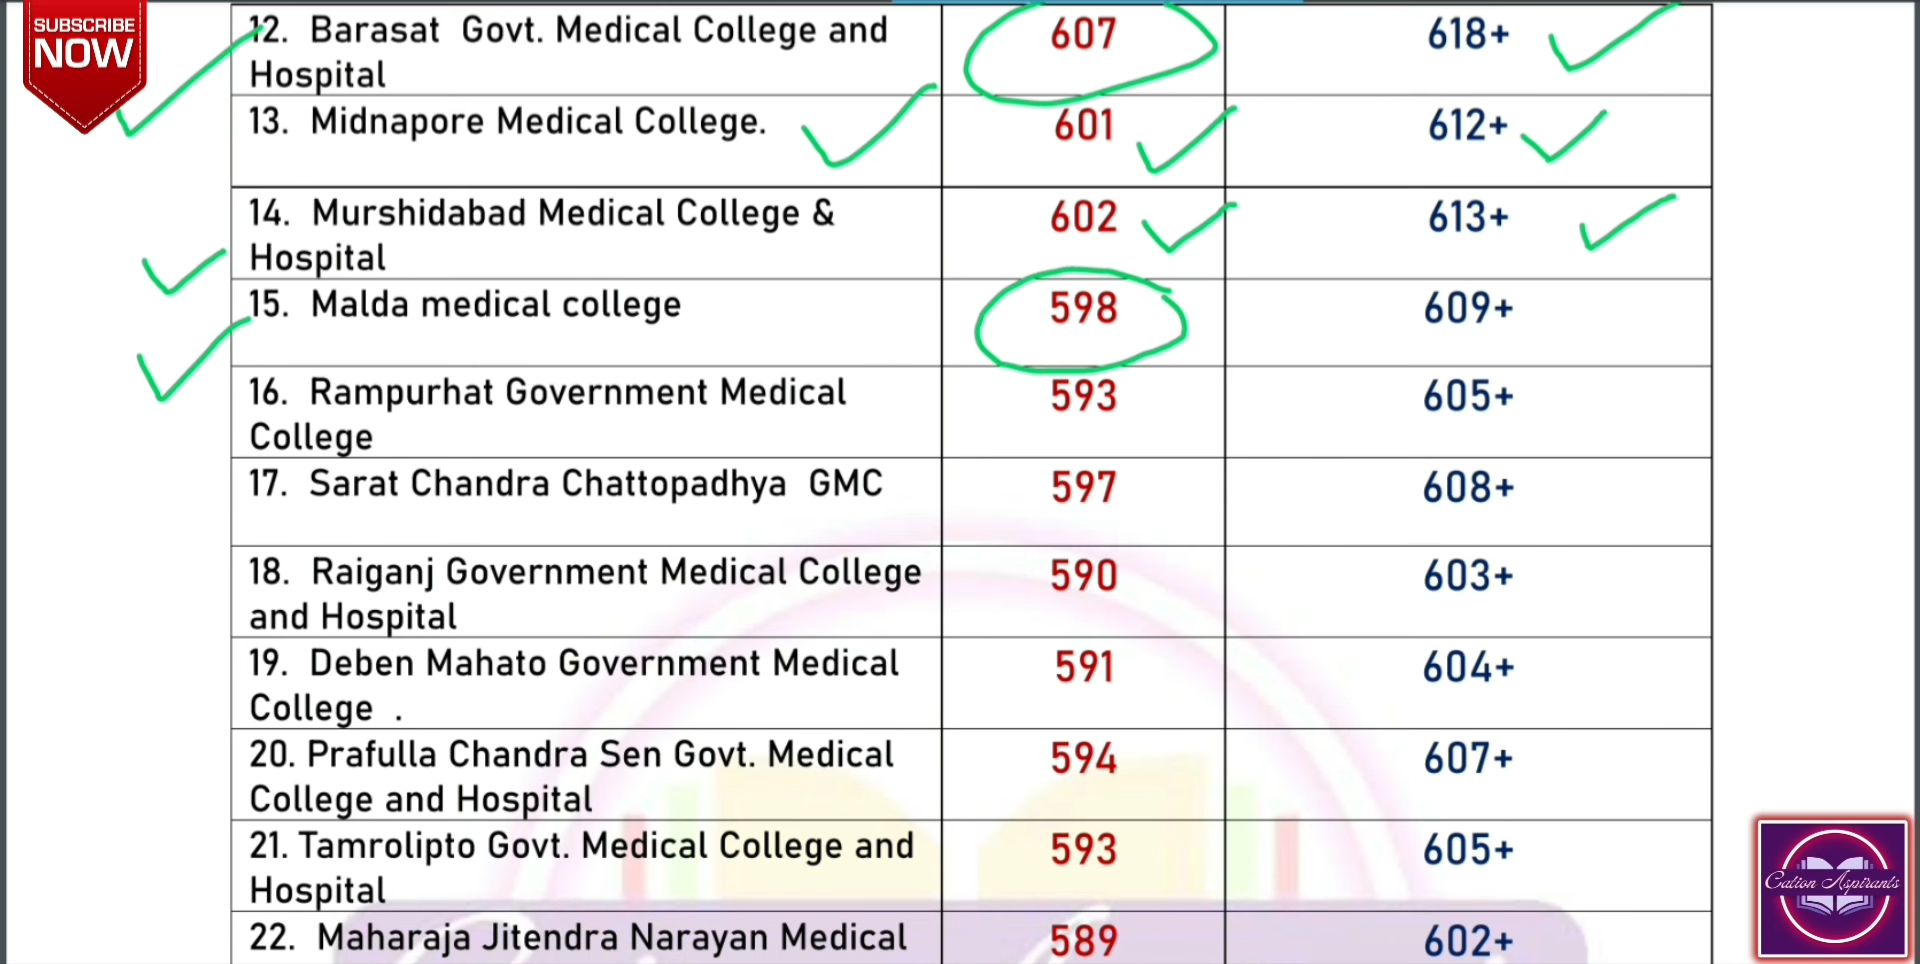 SUBSCRIBE
NOW
12. Barasat Govt. Medical College and
Hospital
607
618+
13. Midnapore Medical College.
601
612+
14. Murshidabad Medical College &
Hospital
602
613+
15. Malda medical college
598
609+
16. Rampurhat Government Medical
College
593
605+
17. Sarat Chandra Chattopadhya GMC
597
608+
18. Raiganj Government Medical College
and Hospital
590
603+
19. Deben Mahato Government Medical
College .
591
604+
20. Prafulla Chandra Sen Govt. Medical
College and Hospital
594
607+
21. Tamrolipto Govt. Medical College and
Hospital
593
605+
22. Maharaja Jitendra Narayan Medical
589
602+
Cation Aspirants